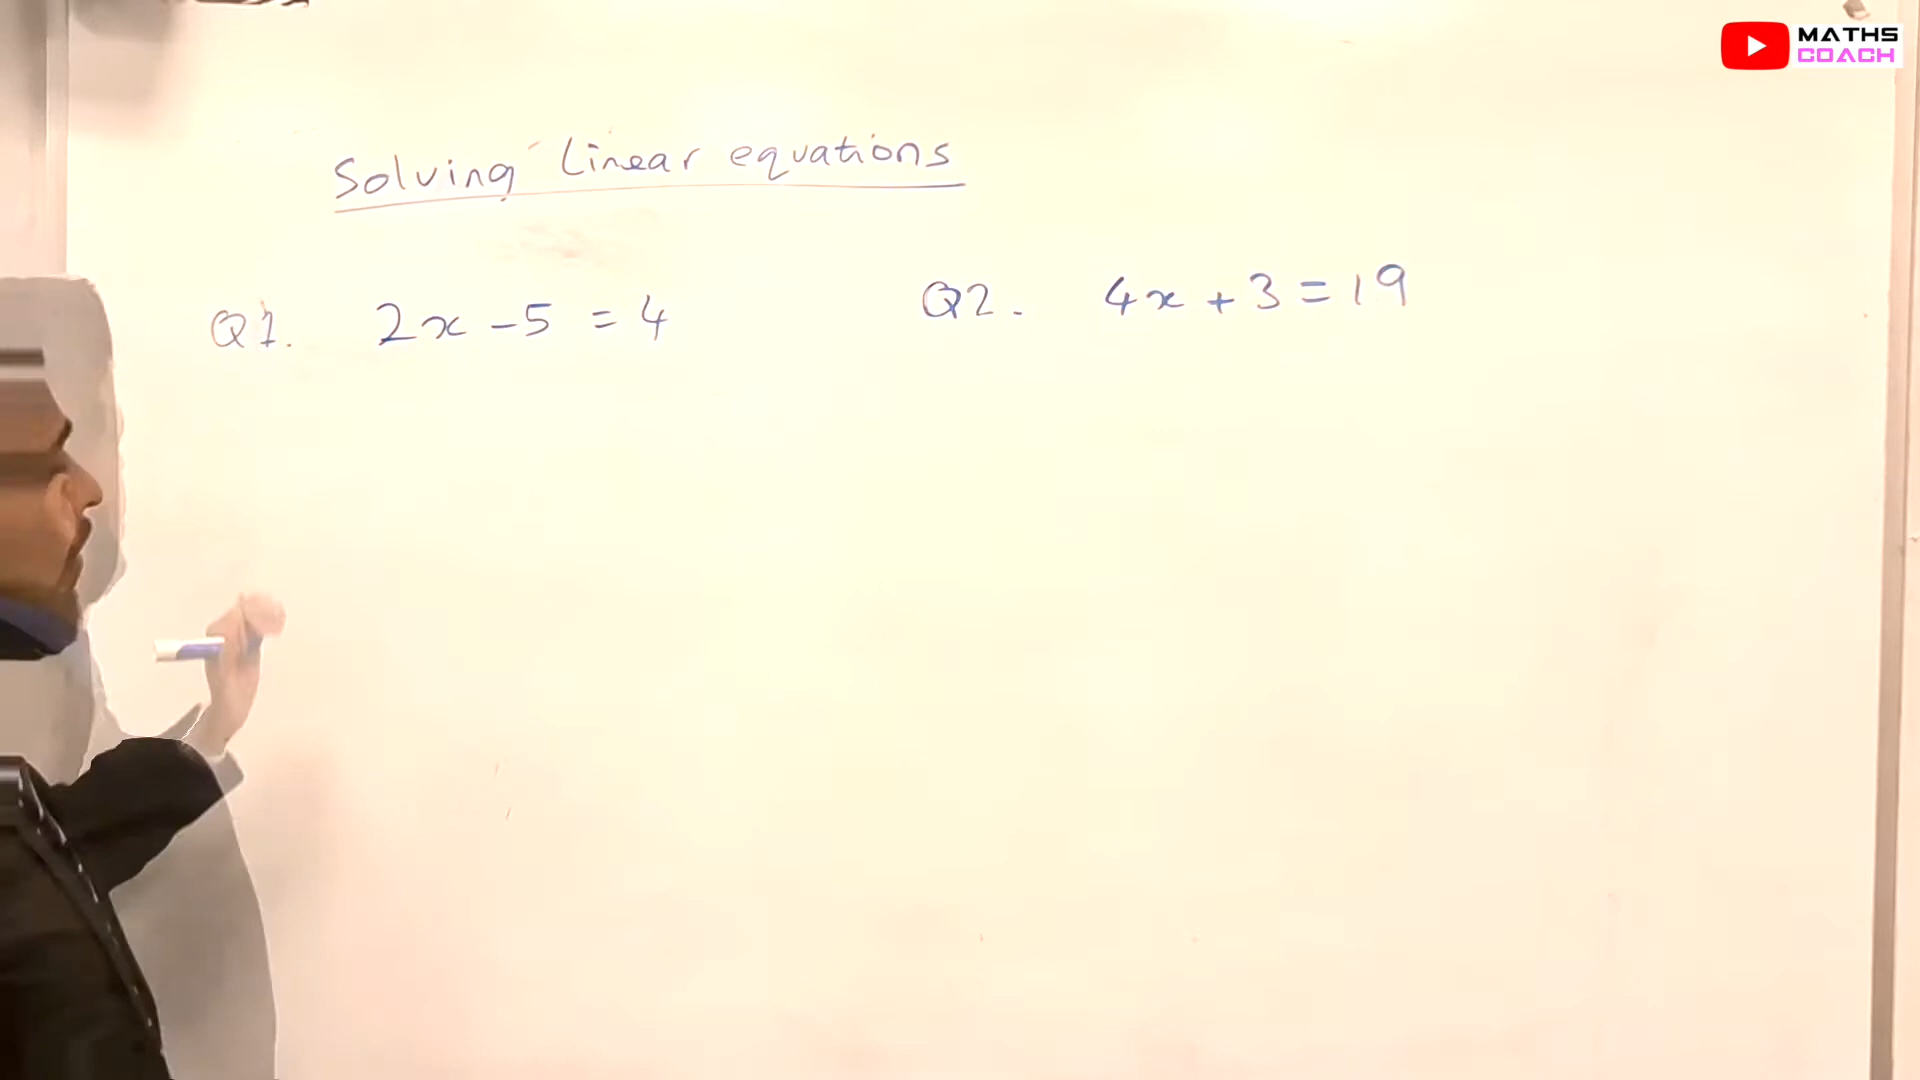 MATHS
COACH
Solving Linear equations
Q1. 2x - 5 = 4
Q2. 4x + 3 = 19